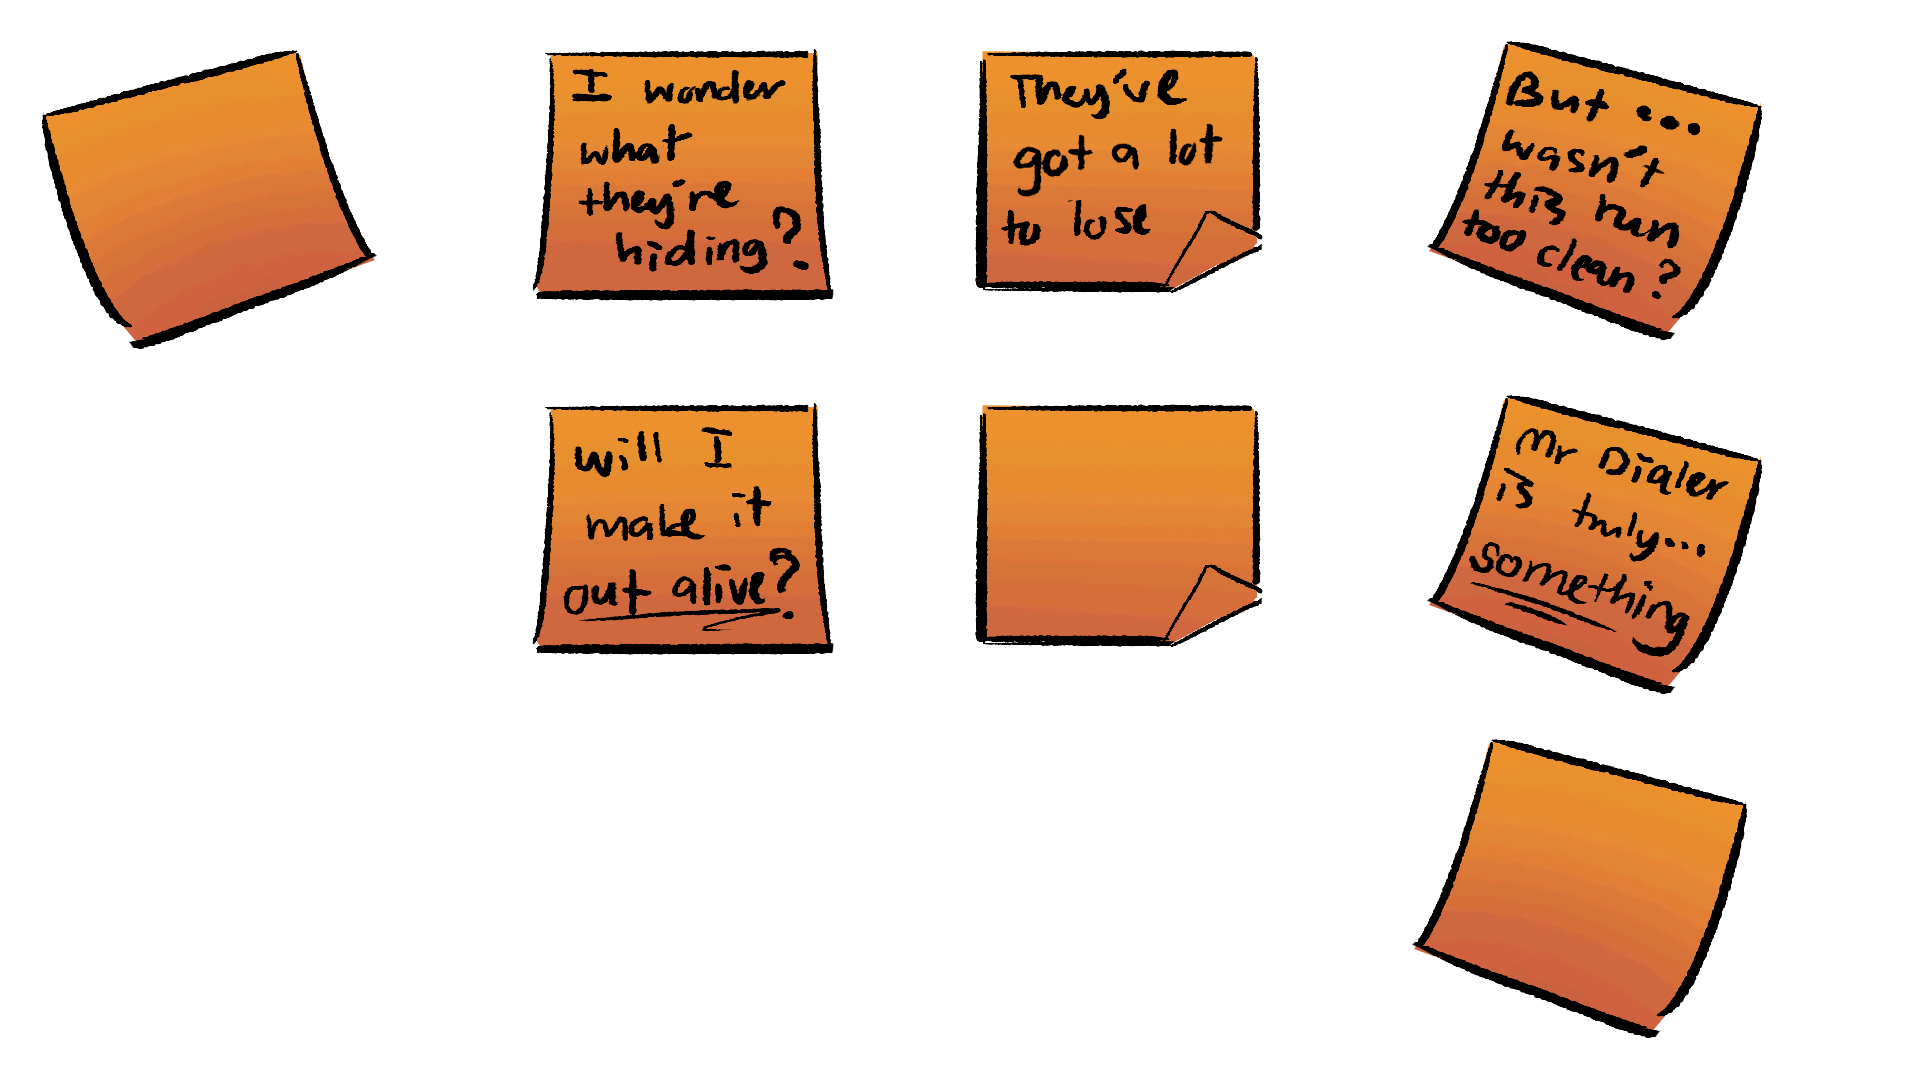 I wonder
what
they're
hiding?
They've
got a lot
to lose
But ...
wasn't
this run
too clean?
will I
make it
out alive?
Mr Dialer
is truly...
something